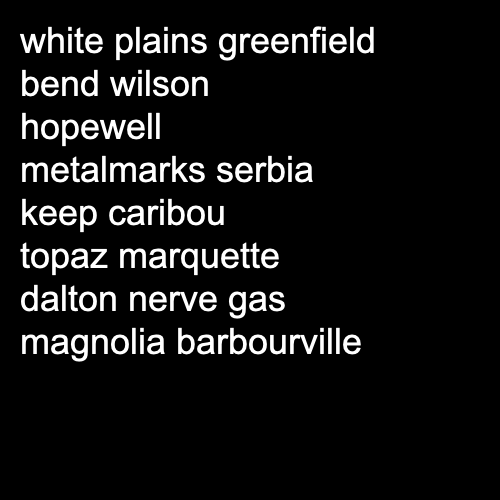 white plains greenfield
bend wilson
hopewell
metalmarks serbia
keep caribou
topaz marquette
dalton nerve gas
magnolia barbourville